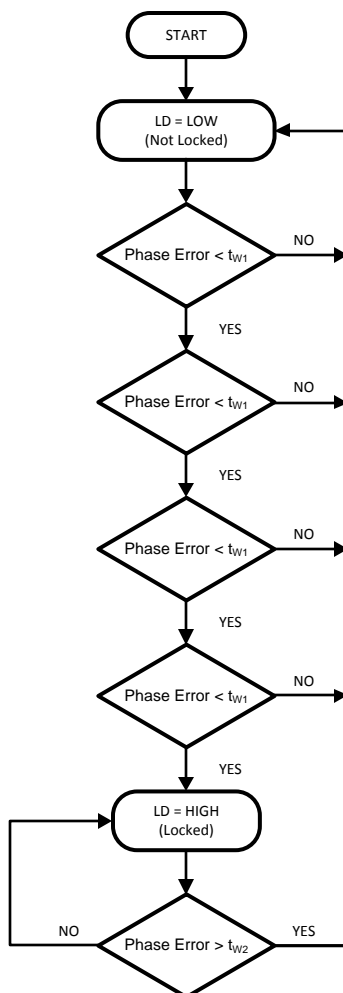 START
LD = LOW
(Not Locked)
Phase Error < tW1
NO
YES
Phase Error < tW1
NO
YES
Phase Error < tW1
NO
YES
Phase Error < tW1
NO
YES
LD = HIGH
(Locked)
NO
Phase Error > tW2
YES